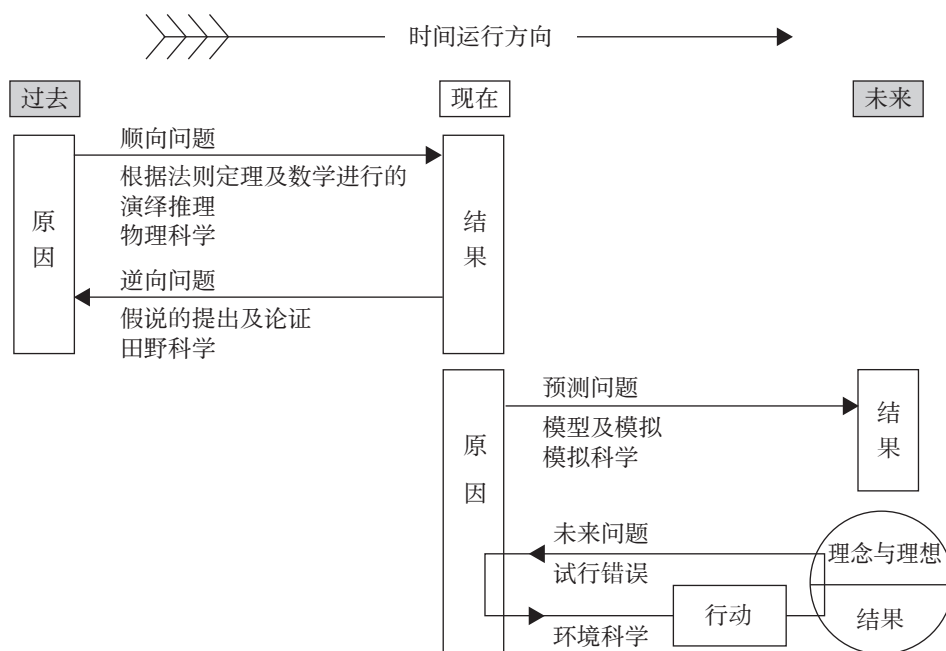 时间运行方向
过去
现在
未来
顺向问题
根据法则定理及数学进行的
演绎推理
物理科学
原因
结果
逆向问题
假说的提出及论证
田野科学
预测问题
模型及模拟
模拟科学
原因
结果
未来问题
试行错误
理念与理想
行动
环境科学
结果